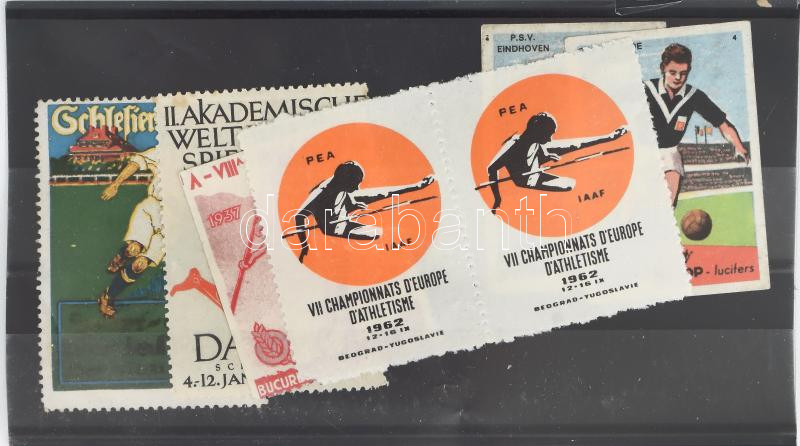 Schlesien
II. AKADEMISCHE
WELT
SPIE
DA
4.-12. JAN
A-VIII
1937
BUCUR
PEA
IAAF
VII CHAMPIONNATS D'EUROPE
D'ATHLETISME
1962
12-16 IX
BEOGRAD-YUGOSLAVIE
PEA
IAAF
VII CHAMPIONNATS D'EUROPE
D'ATHLETISME
1962
12-16 IX
BEOGRAD-YUGOSLAVIE
P.S.V.
EINDHOVEN
DE
4
OP - lucifers
darabanth